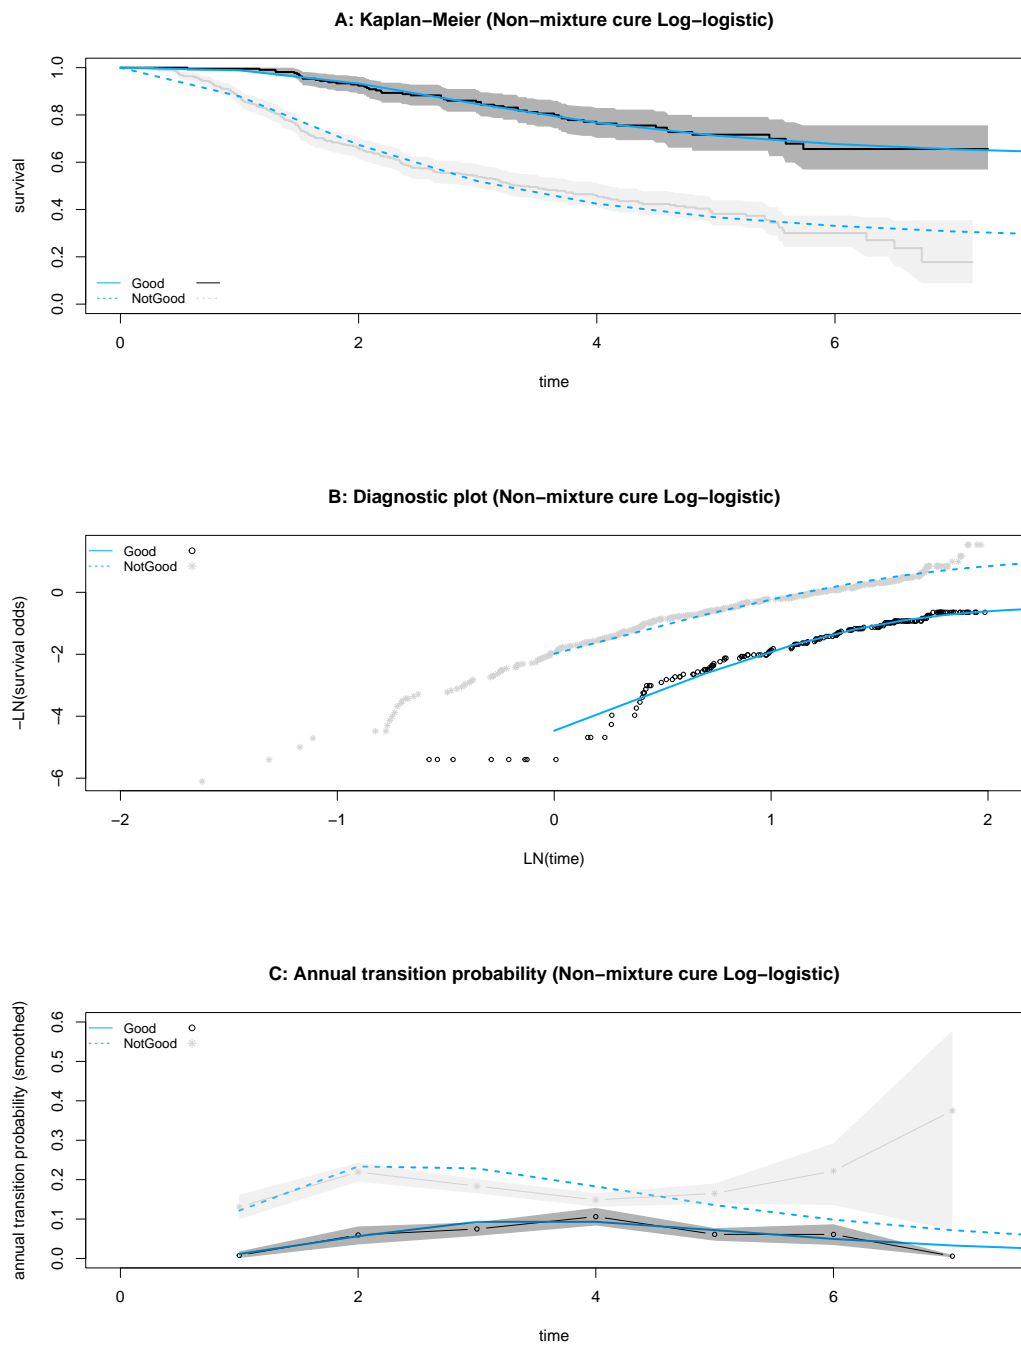 A: Kaplan−Meier (Non−mixture cure Log−logistic)
survival
1.0
0.8
0.6
0.4
0.2
0.0
Good
NotGood
0 2 4 6
time
B: Diagnostic plot (Non−mixture cure Log−logistic)
−LN(survival odds)
Good
NotGood
0
−2
−4
−6
−2 −1 0 1 2
LN(time)
C: Annual transition probability (Non−mixture cure Log−logistic)
annual transition probability (smoothed)
Good
NotGood
0.6
0.5
0.4
0.3
0.2
0.1
0.0
0 2 4 6
time